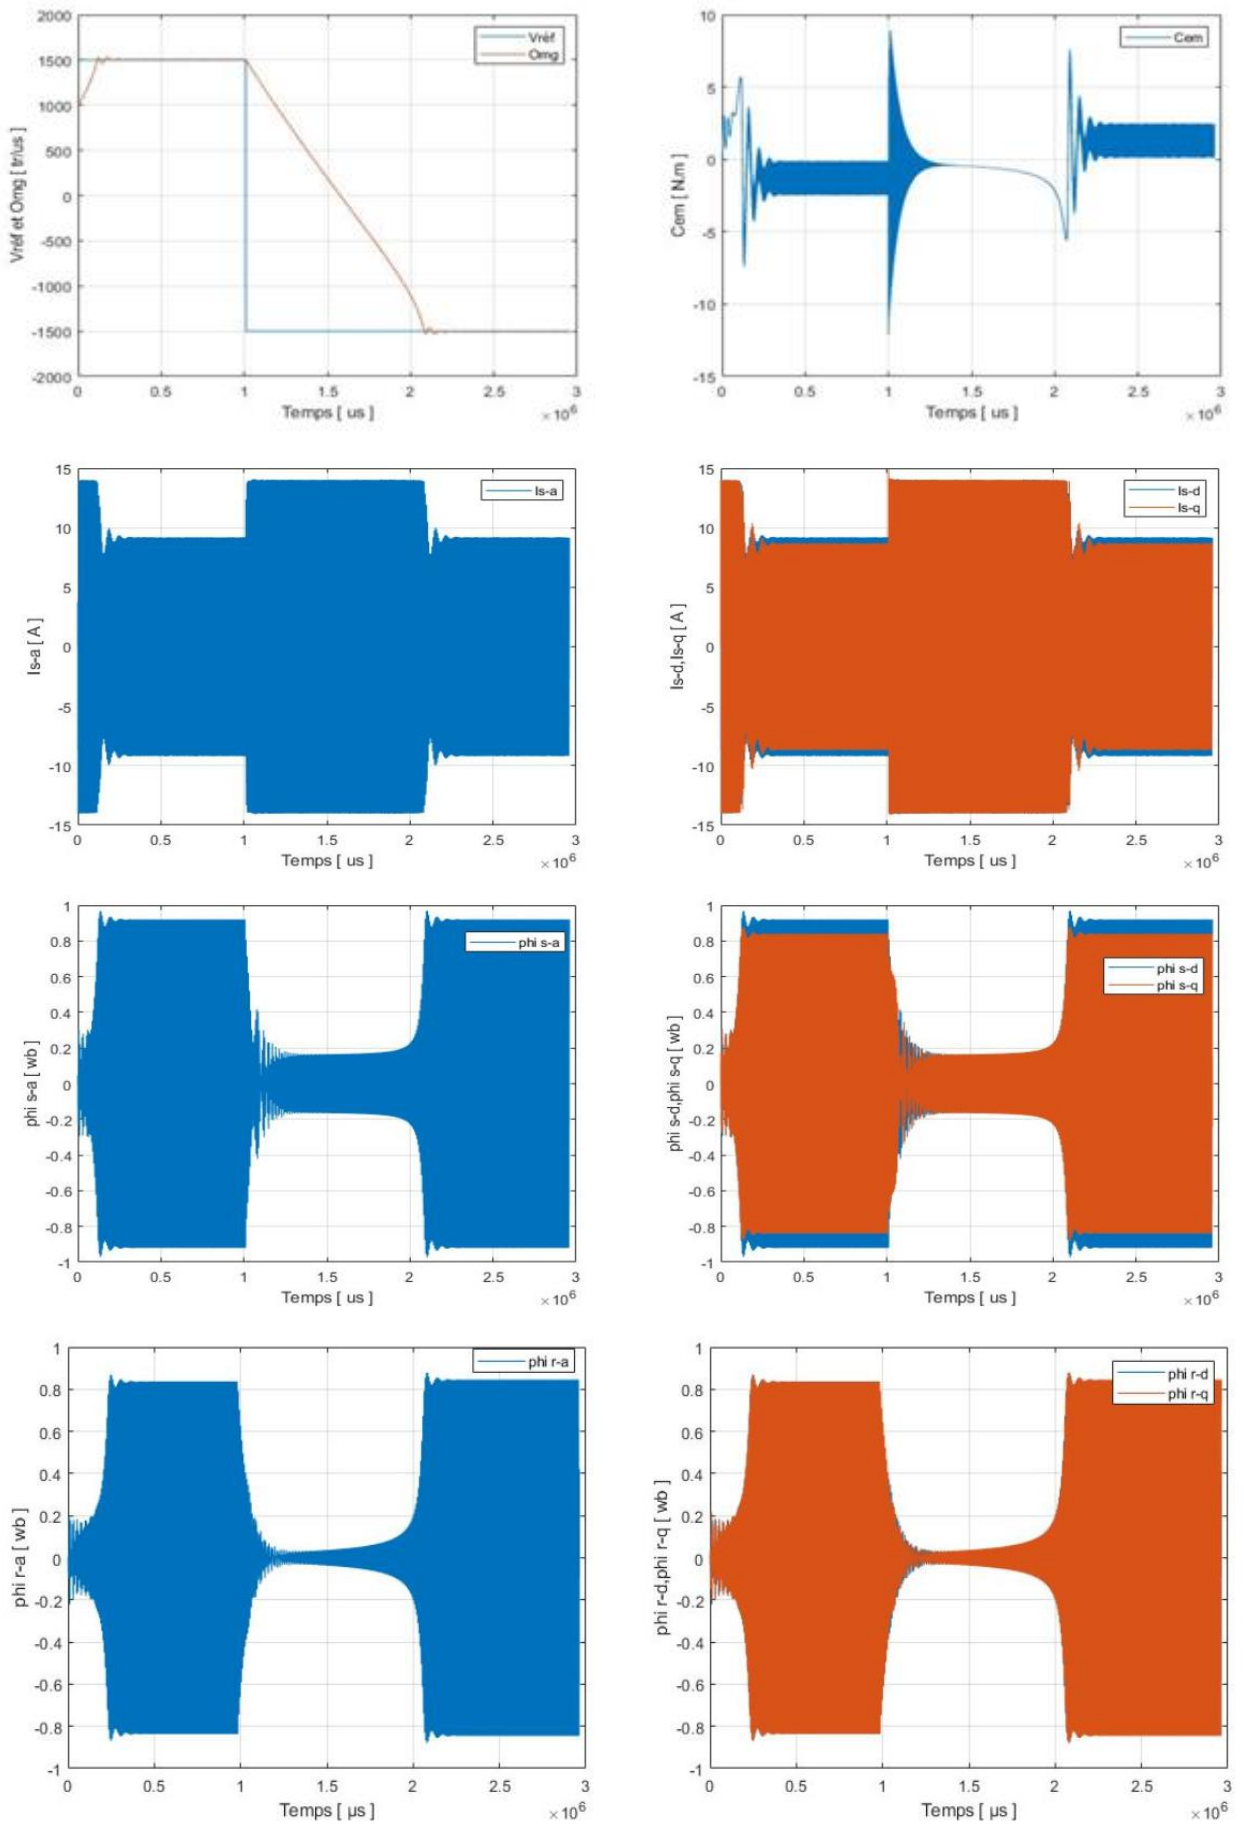 2000
1500
1000
500
0
-500
-1000
-1500
-2000
Vréf et Omg [ tr/us ]
Vréf
Omg
0 0.5 1 1.5 2 2.5 3
Temps [ us ]
×10⁶
10
5
0
-5
-10
-15
Cem [ N.m ]
Cem
0 0.5 1 1.5 2 2.5 3
Temps [ us ]
×10⁶
15
10
5
0
-5
-10
-15
Is-a [ A ]
Is-a
0 0.5 1 1.5 2 2.5 3
Temps [ us ]
×10⁶
15
10
5
0
-5
-10
-15
Is-d,Is-q [ A ]
Is-d
Is-q
0 0.5 1 1.5 2 2.5 3
Temps [ us ]
×10⁶
1
0.8
0.6
0.4
0.2
0
-0.2
-0.4
-0.6
-0.8
-1
phi s-a [ wb ]
phi s-a
0 0.5 1 1.5 2 2.5 3
Temps [ us ]
×10⁶
1
0.8
0.6
0.4
0.2
0
-0.2
-0.4
-0.6
-0.8
-1
phi s-d,phi s-q [ wb ]
phi s-d
phi s-q
0 0.5 1 1.5 2 2.5 3
Temps [ us ]
×10⁶
1
0.8
0.6
0.4
0.2
0
-0.2
-0.4
-0.6
-0.8
-1
phi r-a [ wb ]
phi r-a
0 0.5 1 1.5 2 2.5 3
Temps [ µs ]
×10⁶
1
0.8
0.6
0.4
0.2
0
-0.2
-0.4
-0.6
-0.8
-1
phi r-d,phi r-q [ wb ]
phi r-d
phi r-q
0 0.5 1 1.5 2 2.5 3
Temps [ µs ]
×10⁶